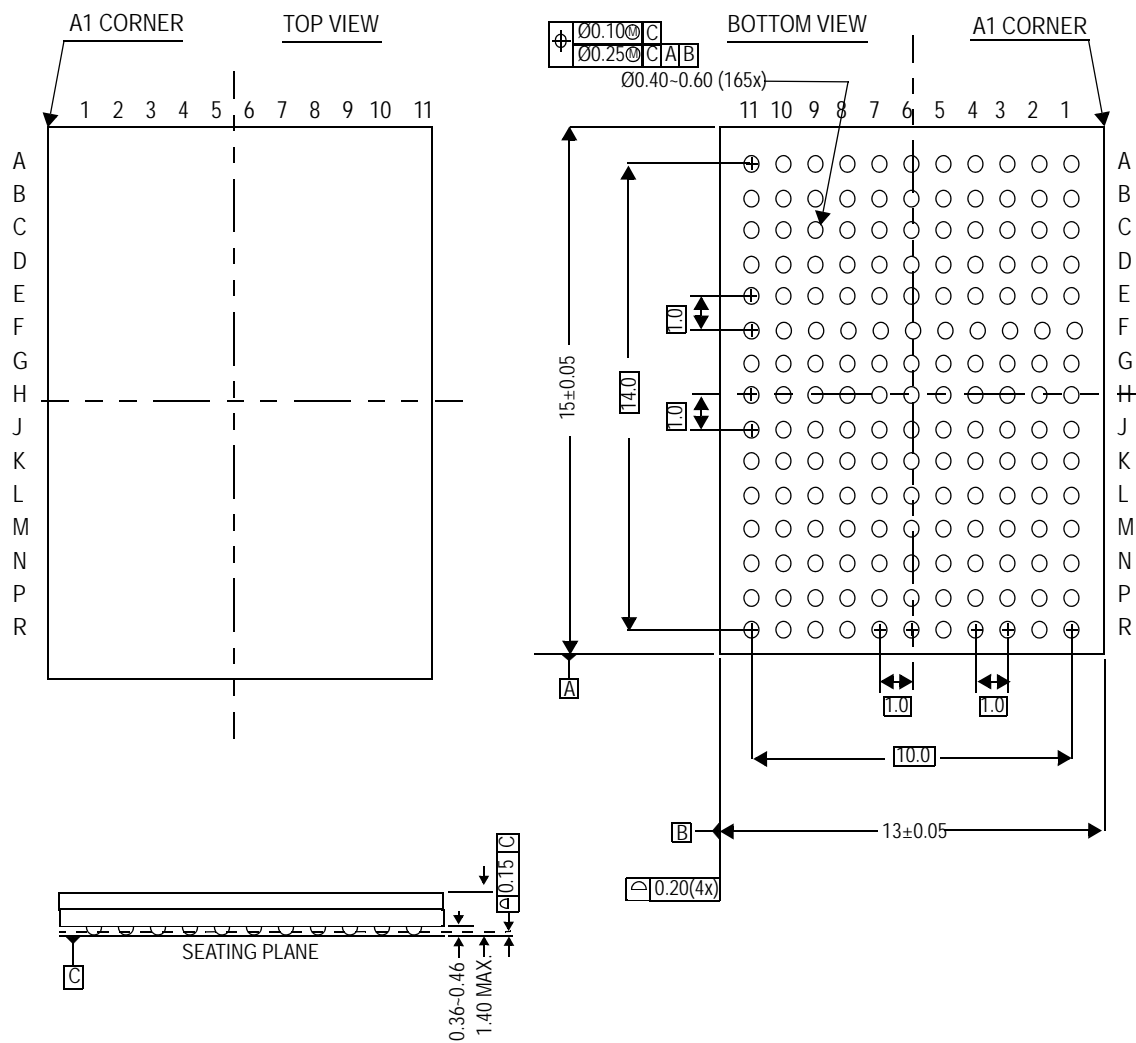 A1 CORNER
TOP VIEW
1 2 3 4 5 6 7 8 9 10 11
A
B
C
D
E
F
G
H
J
K
L
M
N
P
R
Ø0.10Ⓜ C
Ø0.25Ⓜ C A B
BOTTOM VIEW
A1 CORNER
Ø0.40~0.60 (165x)
11 10 9 8 7 6 5 4 3 2 1
A
B
C
D
E
F
G
H
J
K
L
M
N
P
R
1.0
1.0
14.0
15±0.05
A
1.0
1.0
10.0
B
13±0.05
0.20(4x)
0.15 C
SEATING PLANE
C
0.36~0.46
1.40 MAX.